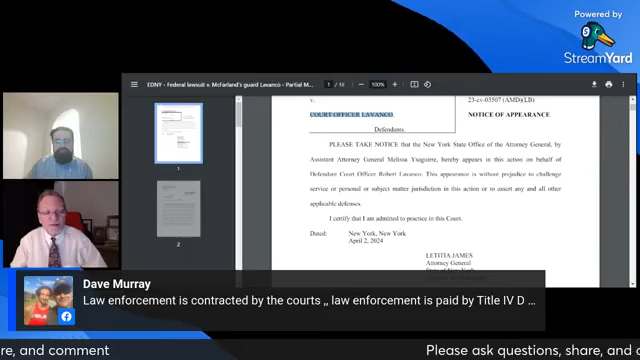 Powered by
StreamYard
EDNY - Federal lawsuit v. McFarland's guard Lavanco - Partial M...
1 / 18
100%
v.
23-cv-03507 (AMD)(LB)
COURT OFFICER LAVANCO,
NOTICE OF APPEARANCE
Defendants.
PLEASE TAKE NOTICE that the New York State Office of the Attorney General, by
Assistant Attorney General Melissa Ysaguirre, hereby appears in this action on behalf of
Defendant Court Officer Robert Lavanco. This appearance is without prejudice to challenge
service or personal or subject matter jurisdiction in this action or to assert any and all other
applicable defenses.
I certify that I am admitted to practice in this Court.
Dated: New York, New York
April 2, 2024
LETITIA JAMES
Attorney General
1
2
Dave Murray
Law enforcement is contracted by the courts ,, law enforcement is paid by Title IV D ...
re, and comment
Please ask questions, share, and c